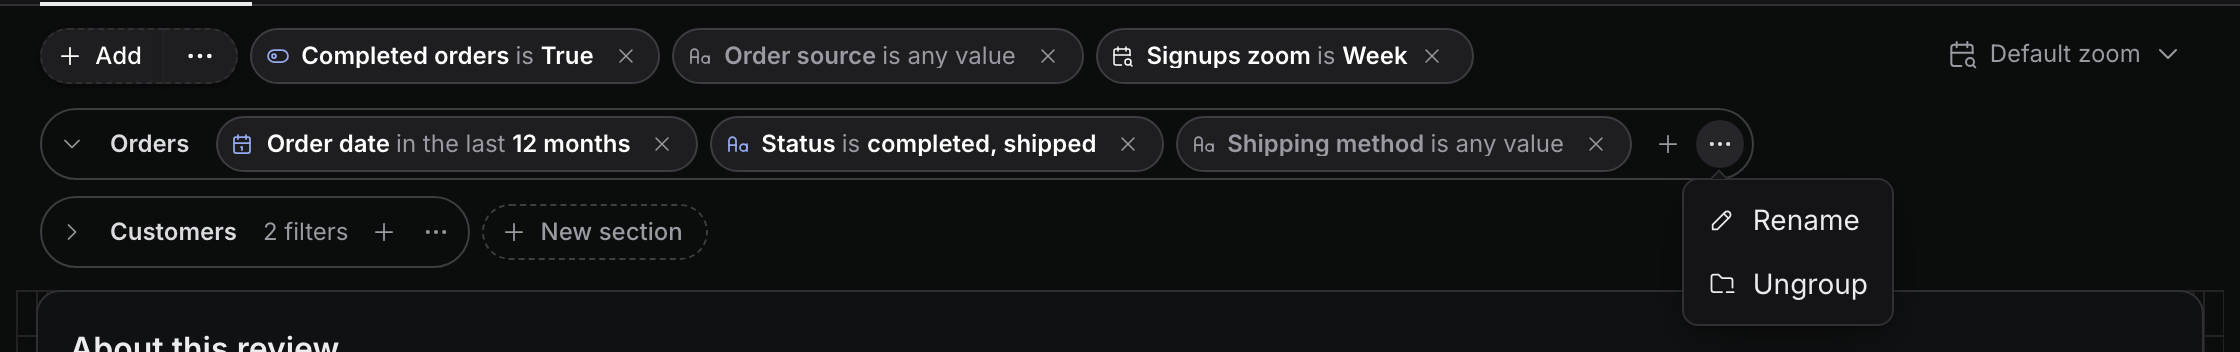 Add
Completed orders is True
Order source is any value
Signups zoom is Week
Default zoom
Orders
Order date in the last 12 months
Status is completed, shipped
Shipping method is any value
Customers 2 filters
New section
Rename
Ungroup
About this review